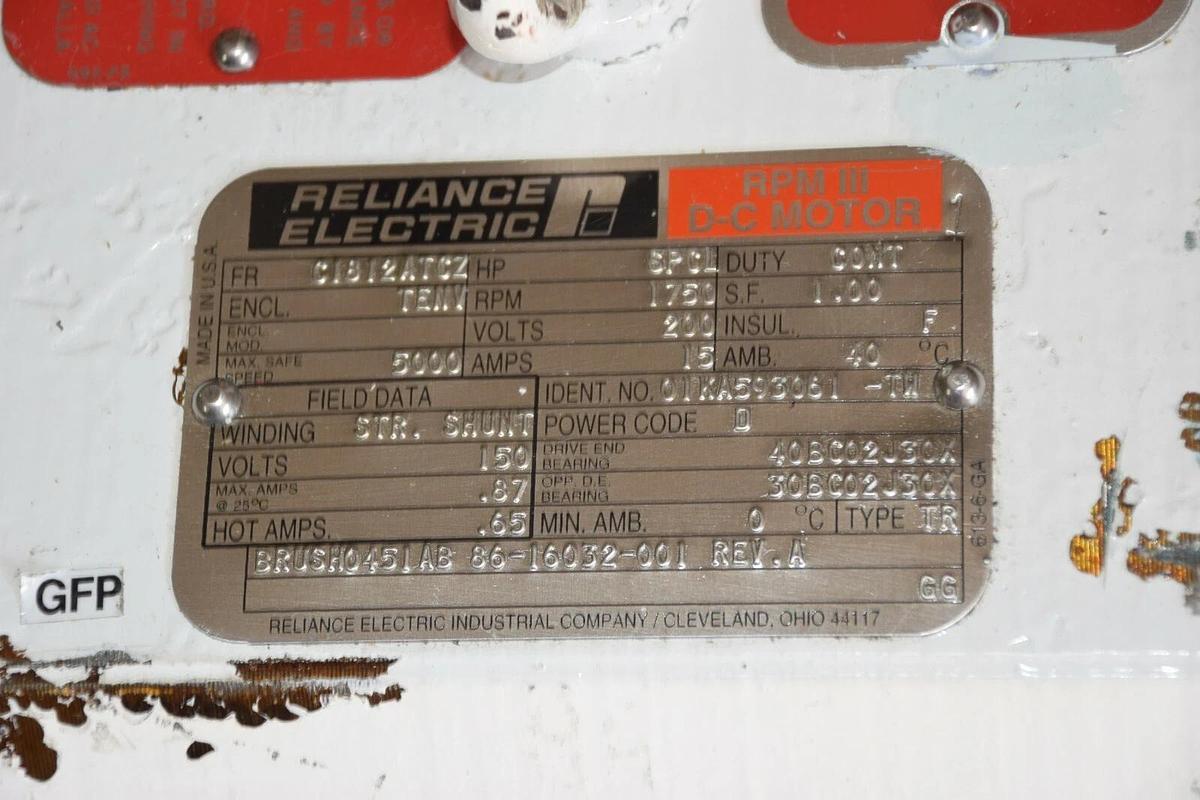 RELIANCE
ELECTRIC
RPM III
D-C MOTOR
MADE IN U.S.A.
FR C1812ATCZ HP SPCL DUTY CONT
ENCL. TENV RPM 1750 S.F. 1.00
ENCL. MOD. VOLTS 200 INSUL. F
MAX. SAFE SPEED 5000 AMPS 15 AMB. 40 °C
FIELD DATA IDENT. NO. 01KA593061 -TW
WINDING STR. SHUNT POWER CODE D
VOLTS 150 DRIVE END BEARING 40BC02J30X
MAX. AMPS @ 25°C .87 OPP. D.E. BEARING 30BC02J30X
HOT AMPS. .65 MIN. AMB. 0 °C TYPE TR
BRUSH0451AB 86-16032-001 REV.A
GG
613-6-GA
RELIANCE ELECTRIC INDUSTRIAL COMPANY / CLEVELAND, OHIO 44117
GFP